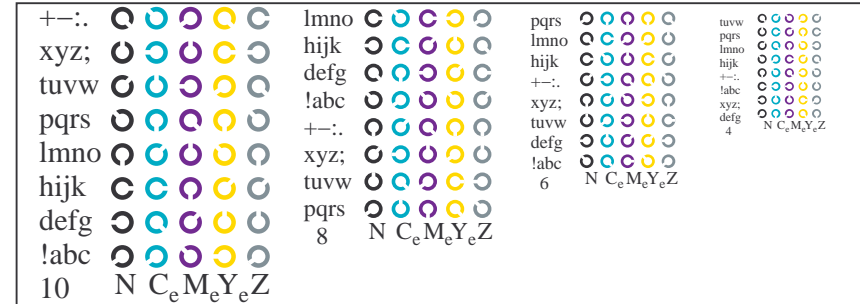 +−:.
xyz;
tuvw
pqrs
lmno
hijk
defg
!abc
10 N CeMeYeZ
lmno
hijk
defg
!abc
+−:.
xyz;
tuvw
pqrs
8 N CeMeYeZ
pqrs
lmno
hijk
+−:.
xyz;
tuvw
defg
!abc
6 N CeMeYeZ
tuvw
pqrs
lmno
hijk
+−:.
!abc
xyz;
defg
4 N CeMeYeZ